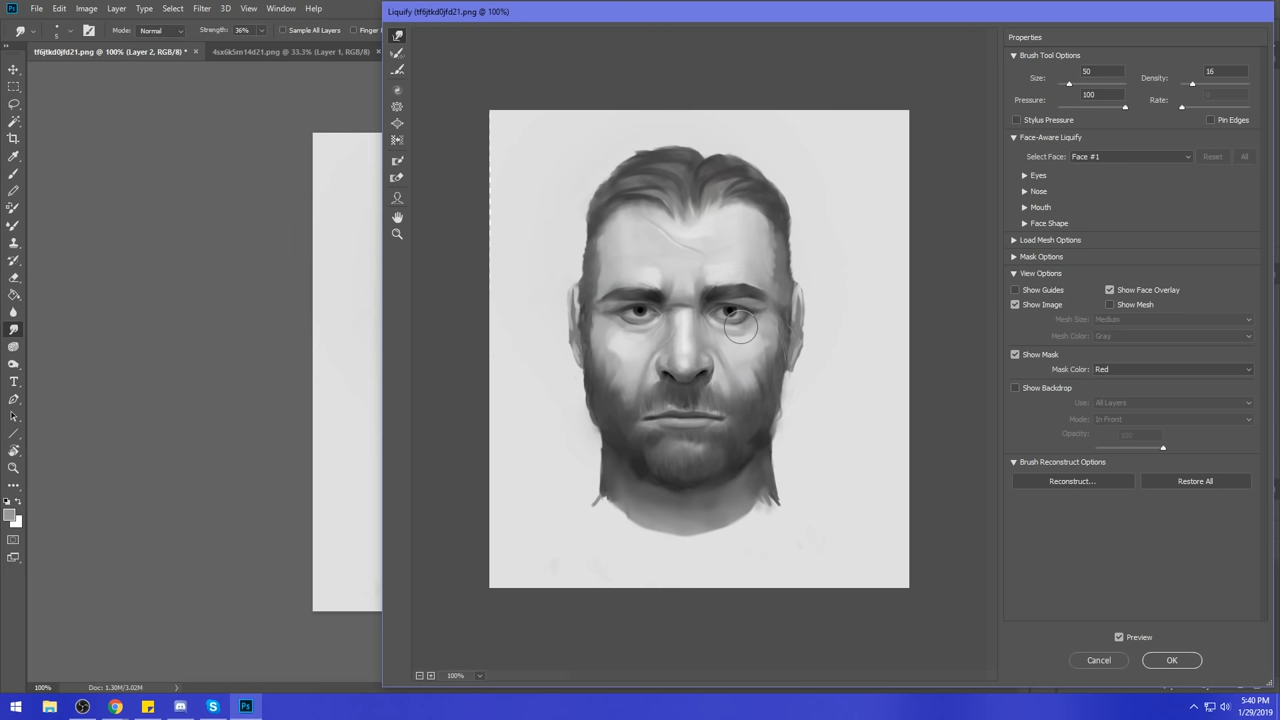 Ps File Edit Image Layer Type Select Filter 3D View Window Help
Liquify (tf6jtkd0jfd21.png @ 100%)
5 Mode: Normal Strength: 36% Sample All Layers Finger
tf6jtkd0jfd21.png @ 100% (Layer 2, RGB/8) * × 4sx6k5m14d21.png @ 33.3% (Layer 1, RGB/8) ×
Properties
Brush Tool Options
Size: 50 Density: 16
Pressure: 100 Rate: 0
Stylus Pressure Pin Edges
Face-Aware Liquify
Select Face: Face #1 Reset All
Eyes
Nose
Mouth
Face Shape
Load Mesh Options
Mask Options
View Options
Show Guides Show Face Overlay
Show Image Show Mesh
Mesh Size: Medium
Mesh Color: Gray
Show Mask
Mask Color: Red
Show Backdrop
Use: All Layers
Mode: In Front
Opacity: 100
Brush Reconstruct Options
Reconstruct... Restore All
Preview
Cancel OK
100%
100% Doc: 1.30M/3.02M
Ps
5:40 PM
1/29/2019